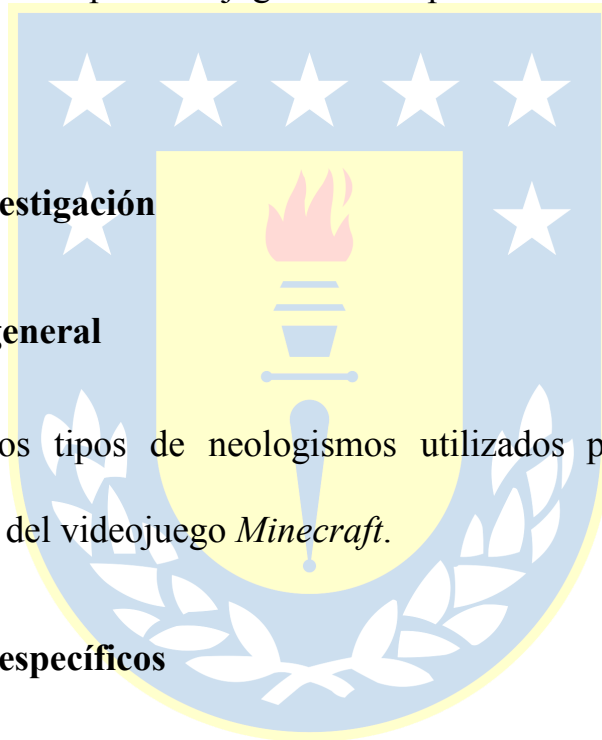 estigación
general
os tipos de neologismos utilizados p
del videojuego Minecraft.
específicos